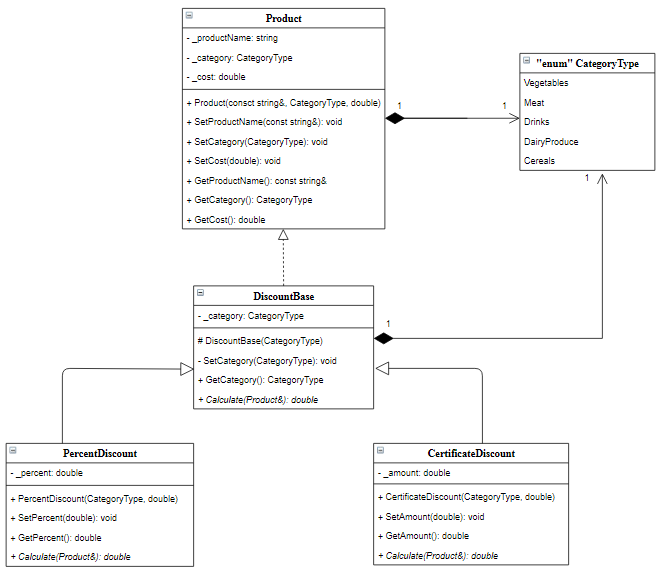 Product
- _productName: string
- _category: CategoryType
- _cost: double
+ Product(consct string&, CategoryType, double)
+ SetProductName(const string&): void
+ SetCategory(CategoryType): void
+ SetCost(double): void
+ GetProductName(): const string&
+ GetCategory(): CategoryType
+ GetCost(): double
1
1
"enum" CategoryType
Vegetables
Meat
Drinks
DairyProduce
Cereals
1
DiscountBase
- _category: CategoryType
# DiscountBase(CategoryType)
- SetCategory(CategoryType): void
+ GetCategory(): CategoryType
+ Calculate(Product&): double
1
PercentDiscount
- _percent: double
+ PercentDiscount(CategoryType, double)
+ SetPercent(double): void
+ GetPercent(): double
+ Calculate(Product&): double
CertificateDiscount
- _amount: double
+ CertificateDiscount(CategoryType, double)
+ SetAmount(double): void
+ GetAmount(): double
+ Calculate(Product&): double